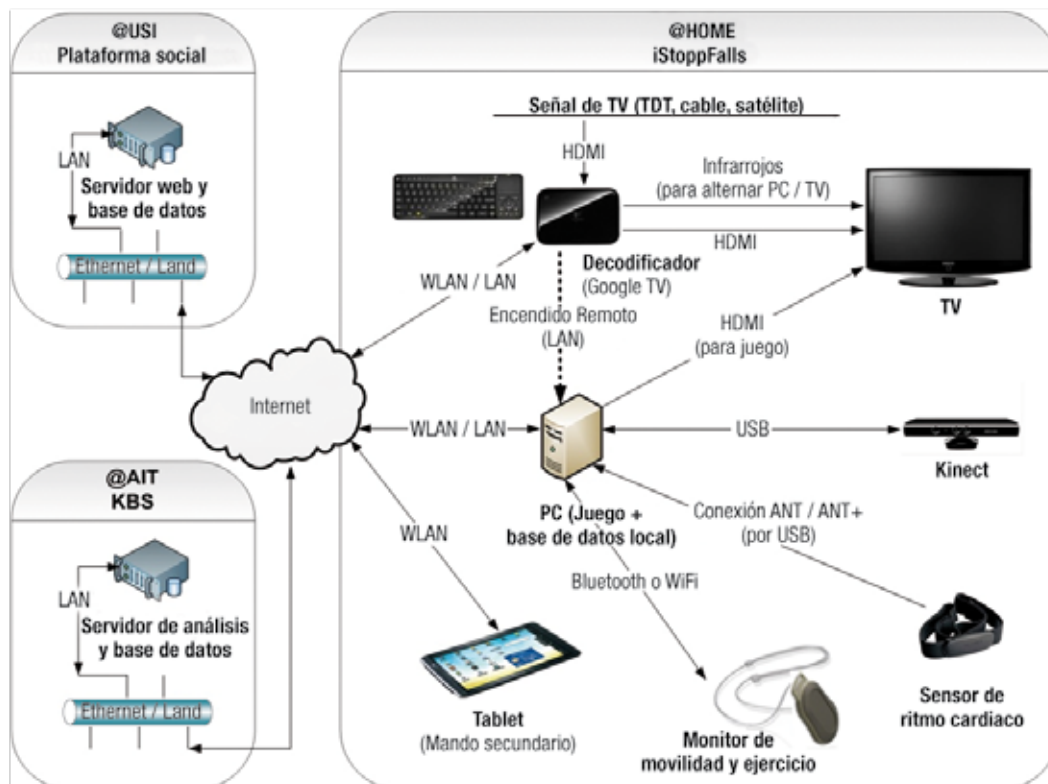 @USI
Plataforma social
LAN
Servidor web y
base de datos
Ethernet / Land
Internet
@AIT
KBS
LAN
Servidor de análisis
y base de datos
Ethernet / Land
@HOME
iStoppFalls
Señal de TV (TDT, cable, satélite)
HDMI
Infrarrojos
(para alternar PC / TV)
HDMI
Decodificador
(Google TV)
TV
WLAN / LAN
Encendido Remoto
(LAN)
HDMI
(para juego)
WLAN / LAN
USB
Kinect
PC (Juego +
base de datos local)
Conexión ANT / ANT+
(por USB)
WLAN
Bluetooth o WiFi
Tablet
(Mando secundario)
Monitor de
movilidad y ejercicio
Sensor de
ritmo cardiaco